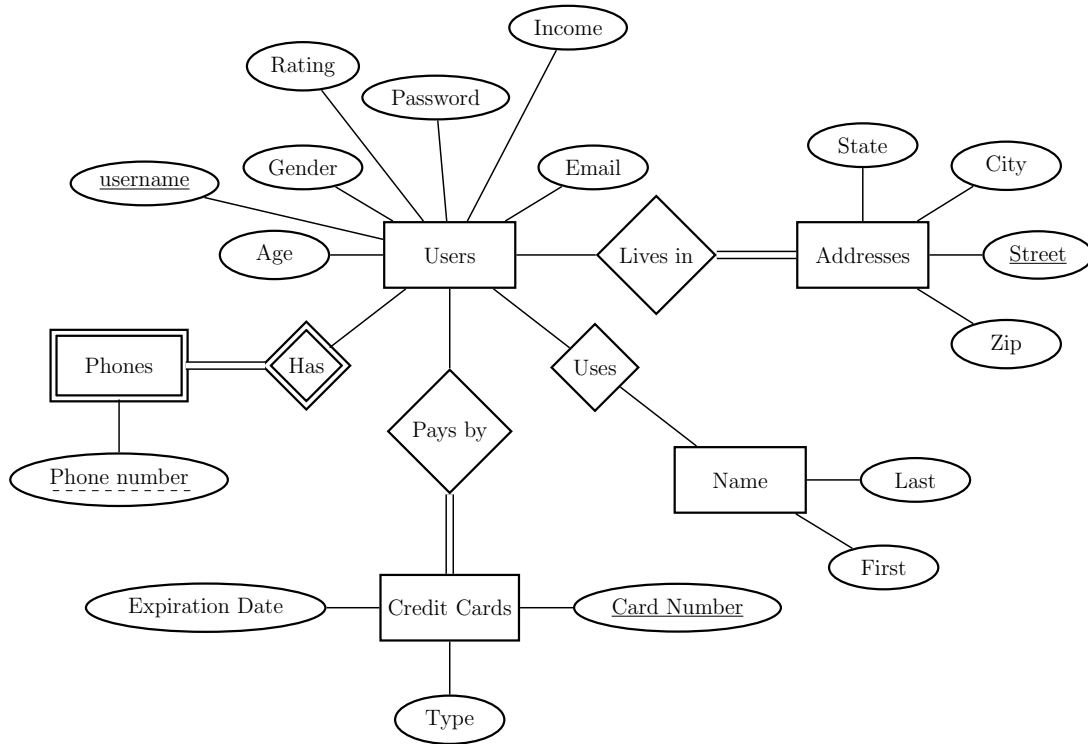 Income
Rating
Password
State
City
Gender
Email
username
Age
Users
Lives in
Addresses
Street
Zip
Phones
Has
Uses
Pays by
Phone number
Name
Last
First
Expiration Date
Credit Cards
Card Number
Type